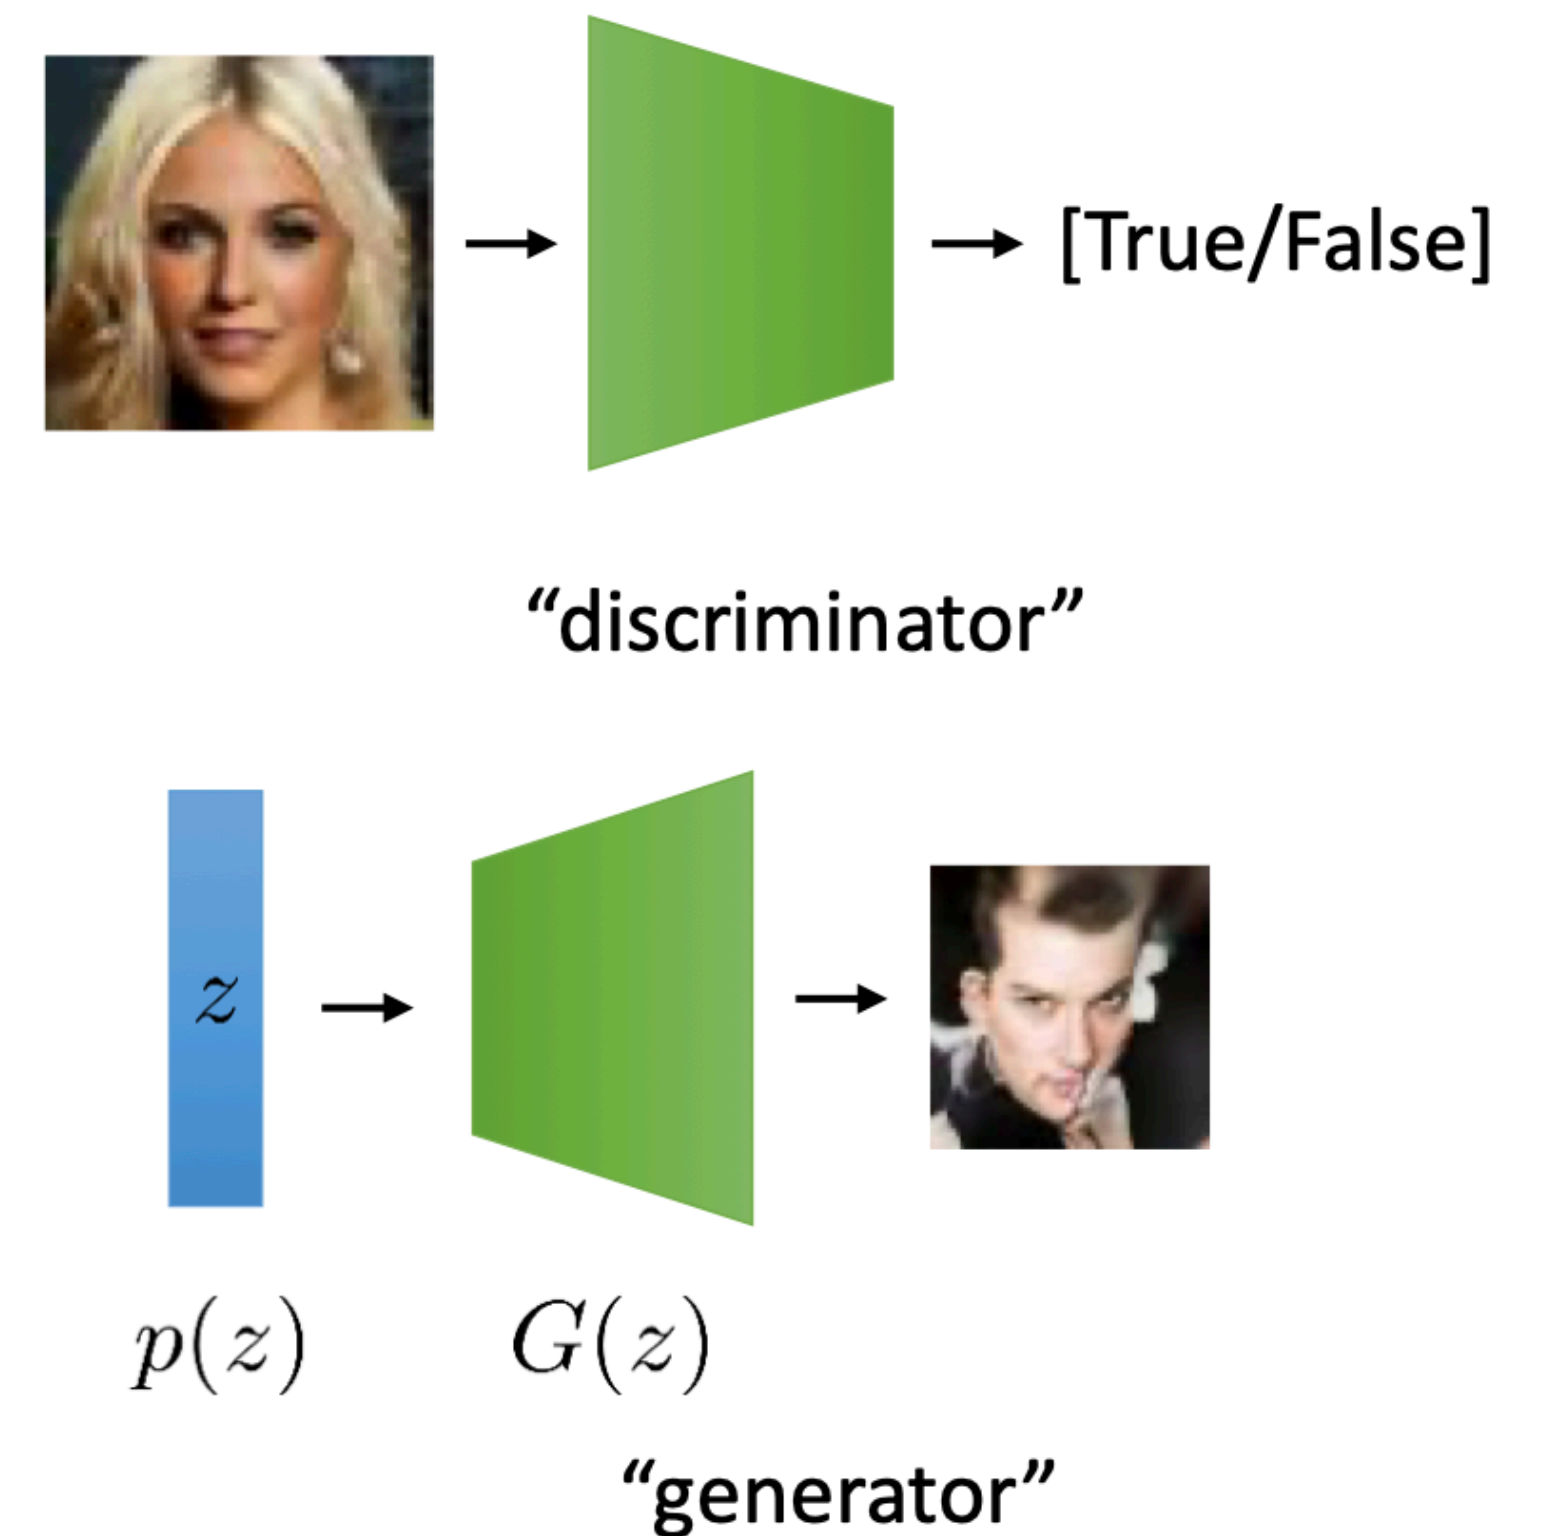 [True/False]
“discriminator”
z
p(z) G(z)
“generator”